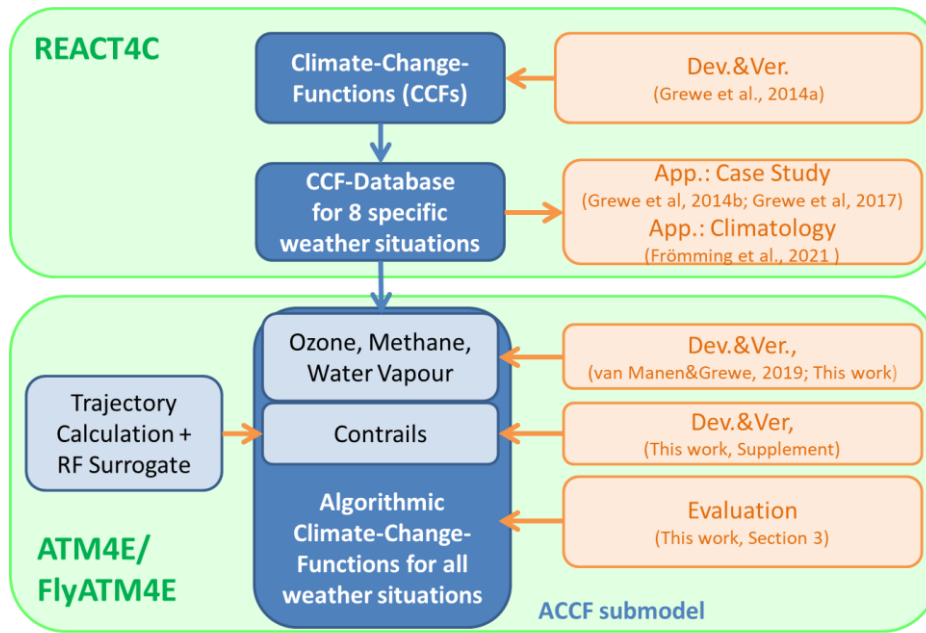 REACT4C
Climate-Change-
Functions (CCFs)
Dev.&Ver.
(Grewe et al., 2014a)
CCF-Database
for 8 specific
weather situations
App.: Case Study
(Grewe et al, 2014b; Grewe et al, 2017)
App.: Climatology
(Frömming et al., 2021 )
Ozone, Methane,
Water Vapour
Dev.&Ver.,
(van Manen&Grewe, 2019; This work)
Trajectory
Calculation +
RF Surrogate
Contrails
Dev.&Ver,
(This work, Supplement)
Algorithmic
Climate-Change-
Functions for all
weather situations
Evaluation
(This work, Section 3)
ATM4E/
FlyATM4E
ACCF submodel